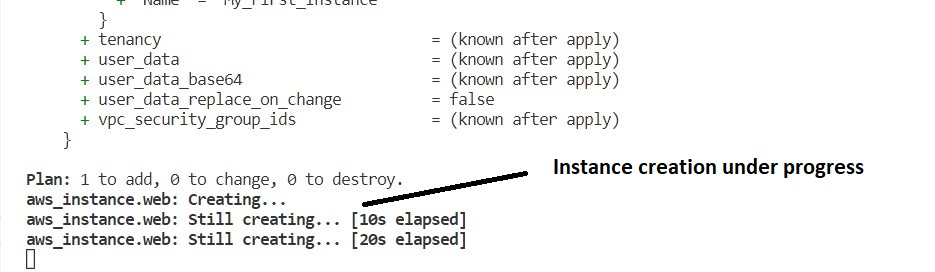 }
+ tenancy = (known after apply)
+ user_data = (known after apply)
+ user_data_base64 = (known after apply)
+ user_data_replace_on_change = false
+ vpc_security_group_ids = (known after apply)
}
Plan: 1 to add, 0 to change, 0 to destroy.
Instance creation under progress
aws_instance.web: Creating...
aws_instance.web: Still creating... [10s elapsed]
aws_instance.web: Still creating... [20s elapsed]